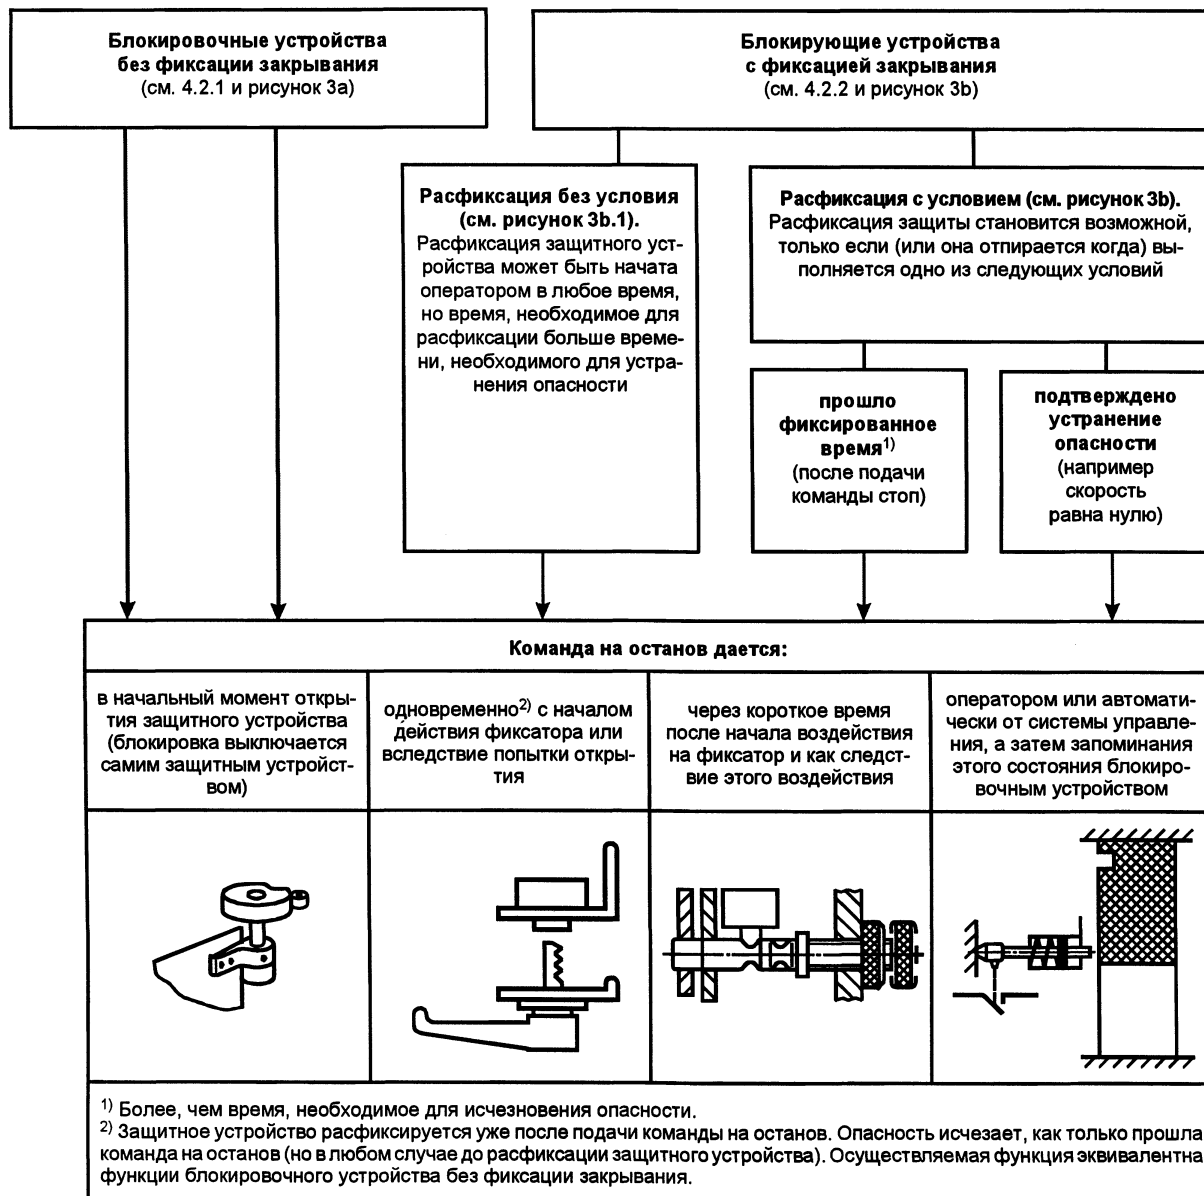 Блокировочные устройства
без фиксации закрывания
(см. 4.2.1 и рисунок 3а)
Блокирующие устройства
с фиксацией закрывания
(см. 4.2.2 и рисунок 3b)
Расфиксация без условия
(см. рисунок 3b.1).
Расфиксация защитного уст-
ройства может быть начата
оператором в любое время,
но время, необходимое для
расфиксации больше време-
ни, необходимого для устра-
нения опасности
Расфиксация с условием (см. рисунок 3b).
Расфиксация защиты становится возможной,
только если (или она отпирается когда) вы-
полняется одно из следующих условий
прошло
фиксированное
время1)
(после подачи
команды стоп)
подтверждено
устранение
опасности
(например
скорость
равна нулю)
Команда на останов дается:
в начальный момент откры-
тия защитного устройства
(блокировка выключается
самим защитным устройст-
вом)
одновременно2) с началом
действия фиксатора или
вследствие попытки откры-
тия
через короткое время
после начала воздействия
на фиксатор и как следст-
вие этого воздействия
оператором или автомати-
чески от системы управле-
ния, а затем запоминания
этого состояния блокиро-
вочным устройством
1) Более, чем время, необходимое для исчезновения опасности.
2) Защитное устройство расфиксируется уже после подачи команды на останов. Опасность исчезает, как только прошла
команда на останов (но в любом случае до расфиксации защитного устройства). Осуществляемая функция эквивалентна
функции блокировочного устройства без фиксации закрывания.